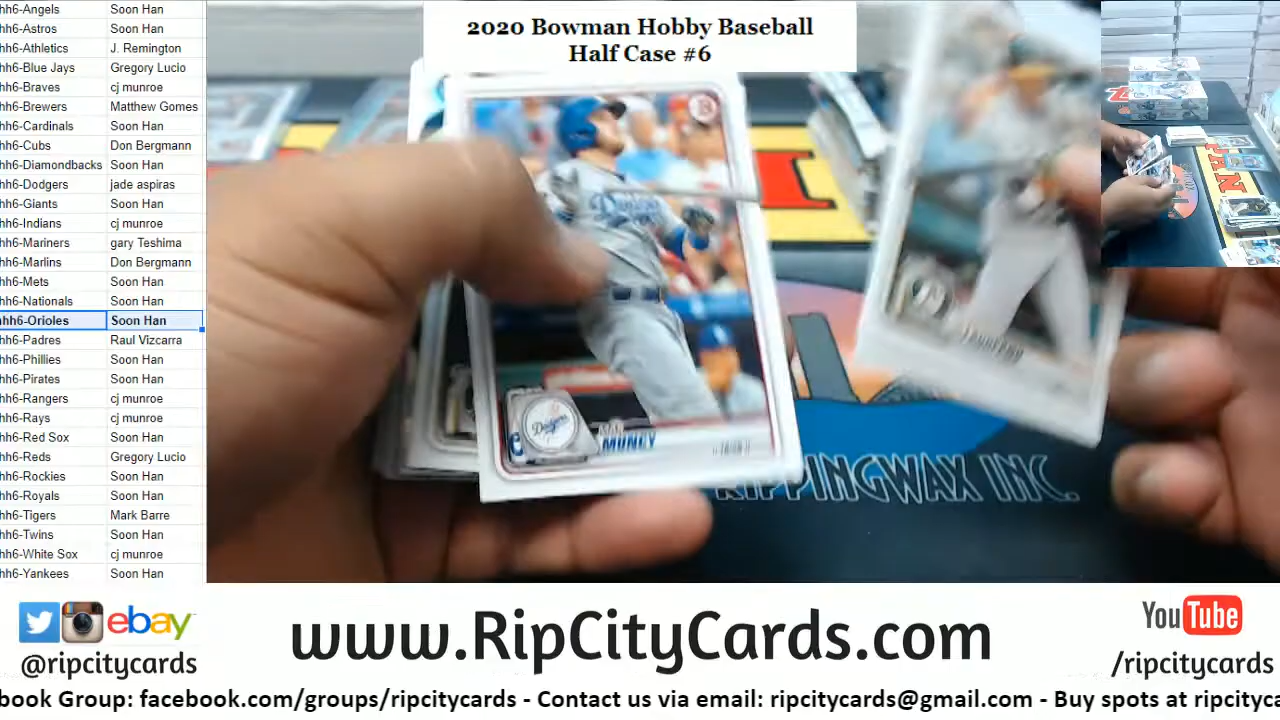 2020 Bowman Hobby Baseball
Half Case #6
hh6-Angels Soon Han
hh6-Astros Soon Han
hh6-Athletics J. Remington
hh6-Blue Jays Gregory Lucio
hh6-Braves cj munroe
hh6-Brewers Matthew Gomes
hh6-Cardinals Soon Han
hh6-Cubs Don Bergmann
hh6-Diamondbacks Soon Han
hh6-Dodgers jade aspiras
hh6-Giants Soon Han
hh6-Indians cj munroe
hh6-Mariners gary Teshima
hh6-Marlins Don Bergmann
hh6-Mets Soon Han
hh6-Nationals Soon Han
hh6-Orioles Soon Han
hh6-Padres Raul Vizcarra
hh6-Phillies Soon Han
hh6-Pirates Soon Han
hh6-Rangers cj munroe
hh6-Rays cj munroe
hh6-Red Sox Soon Han
hh6-Reds Gregory Lucio
hh6-Rockies Soon Han
hh6-Royals Soon Han
hh6-Tigers Mark Barre
hh6-Twins Soon Han
hh6-White Sox cj munroe
hh6-Yankees Soon Han
Dodgers
Dodgers
MAX
MUNCY
RIPPINGWAX INC.
ebay
@ripcitycards
www.RipCityCards.com
YouTube
/ripcitycards
book Group: facebook.com/groups/ripcitycards - Contact us via email: ripcitycards@gmail.com - Buy spots at ripcityca